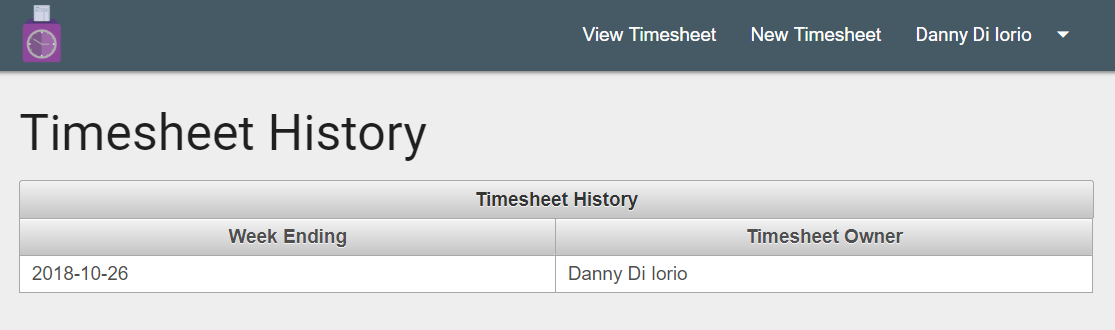 View Timesheet New Timesheet Danny Di Iorio
Timesheet History
Timesheet History
Week Ending Timesheet Owner
2018-10-26 Danny Di Iorio